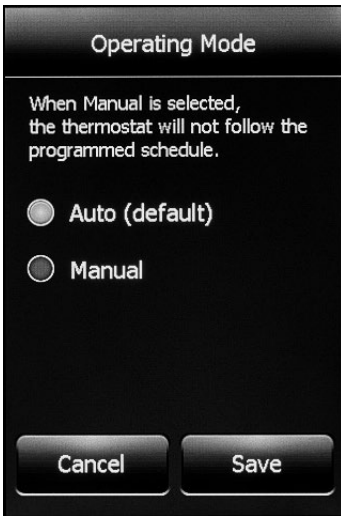 Operating Mode
When Manual is selected,
the thermostat will not follow the
programmed schedule.
Auto (default)
Manual
Cancel
Save